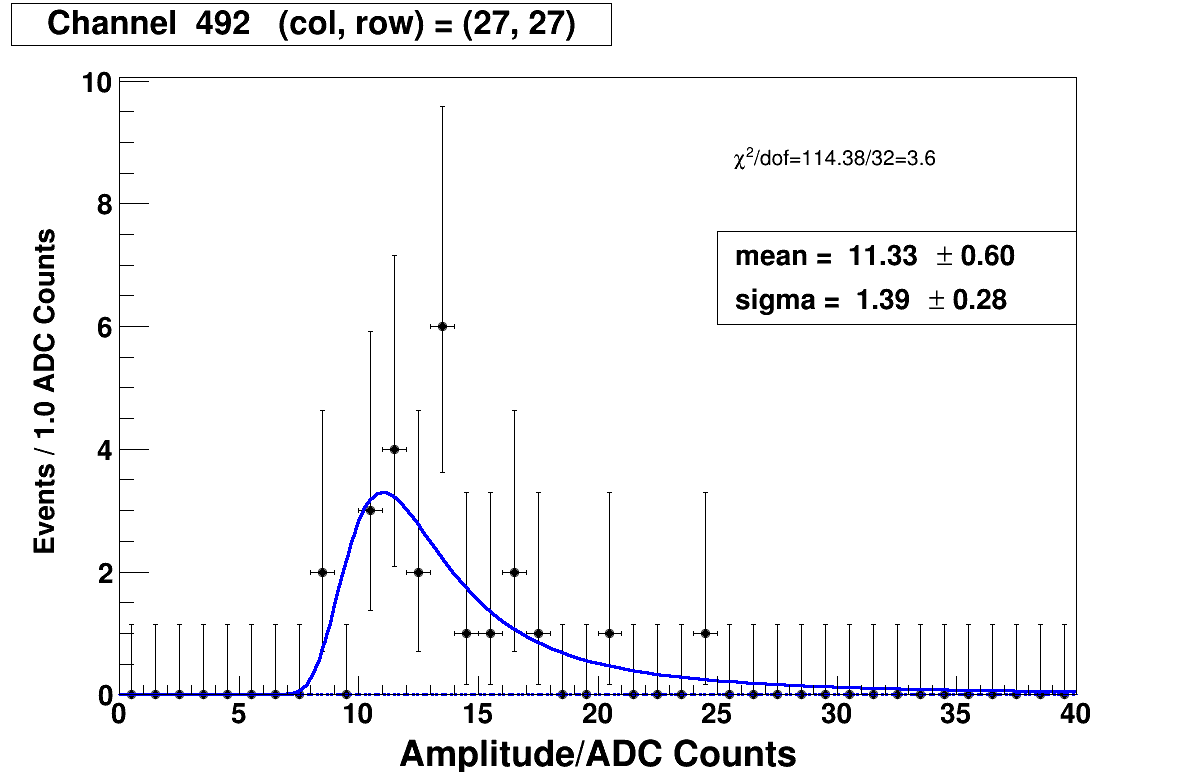 Channel 492 (col, row) = (27, 27)
10
χ²/dof=114.38/32=3.6
8
mean = 11.33 ± 0.60
sigma = 1.39 ± 0.28
6
Events / 1.0 ADC Counts
4
2
0
0 5 10 15 20 25 30 35 40
Amplitude/ADC Counts